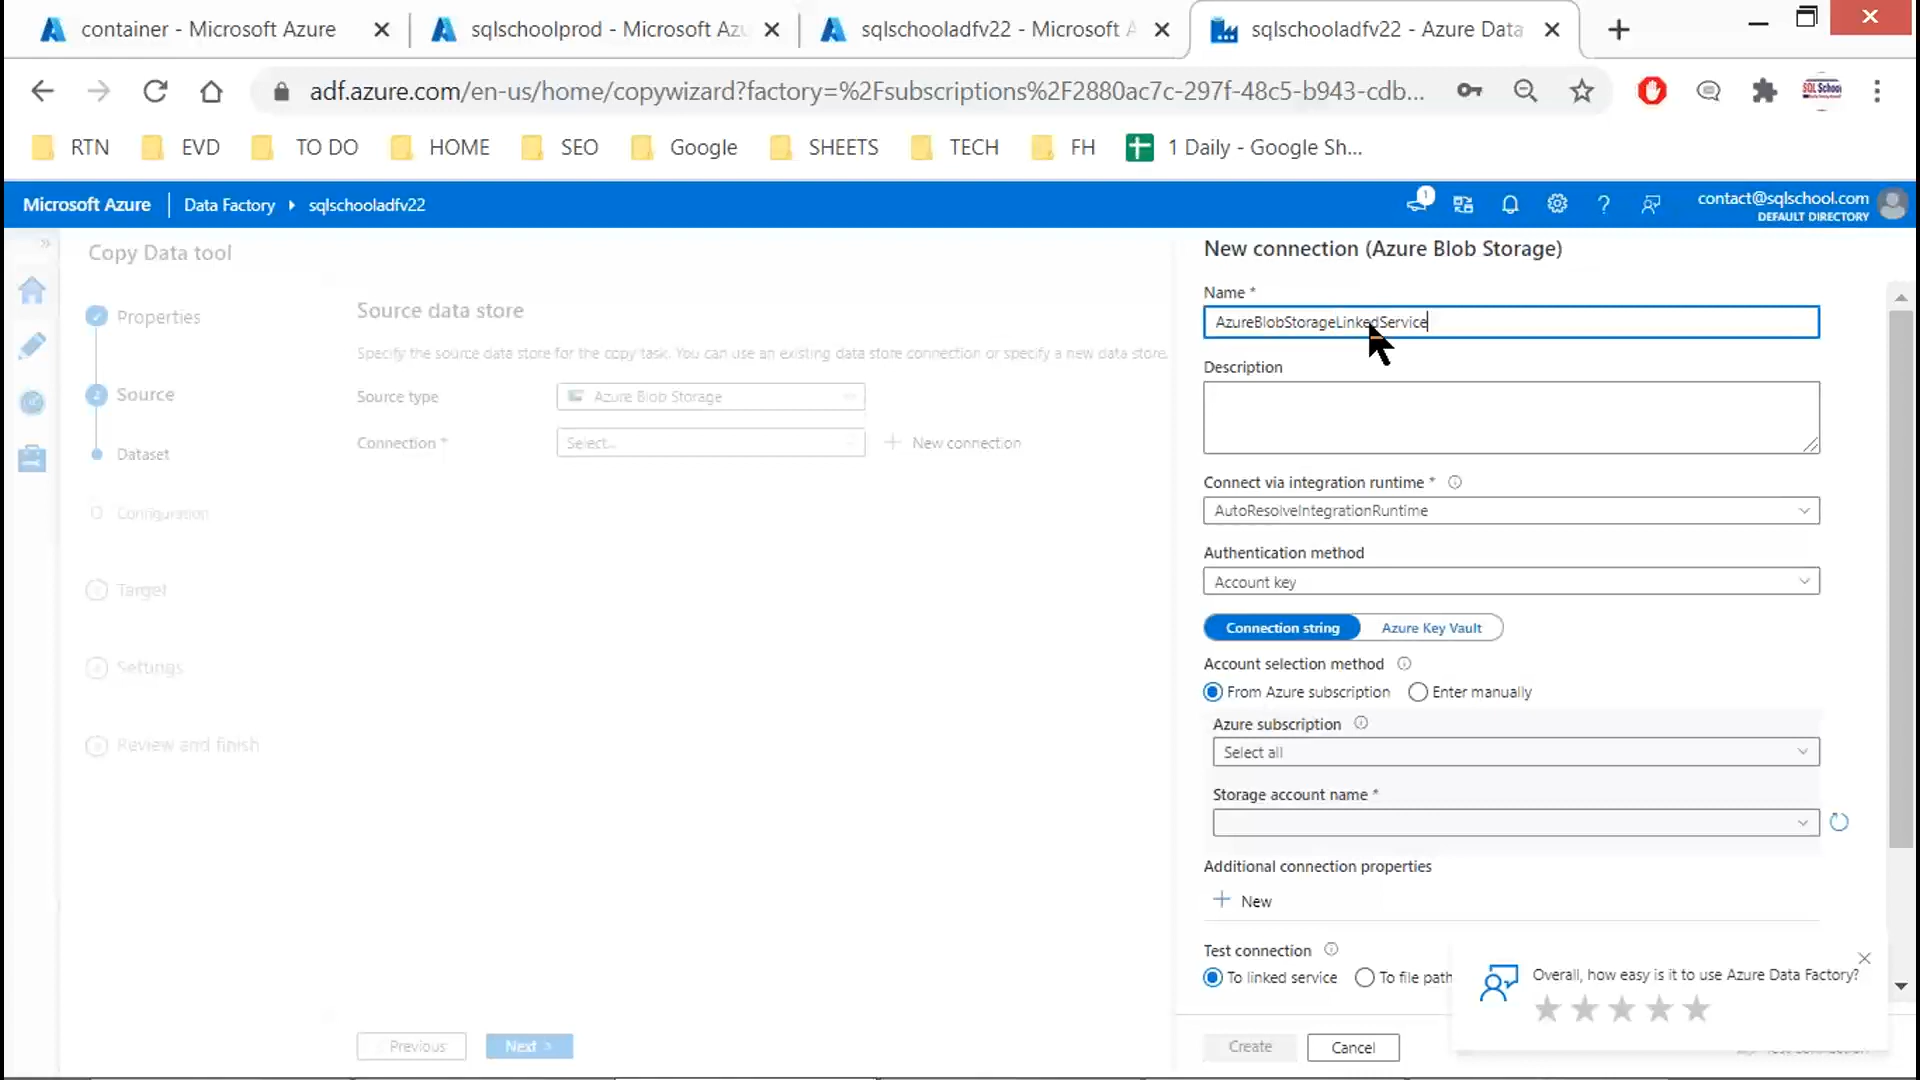 container - Microsoft Azure
sqlschoolprod - Microsoft Azu
sqlschooladfv22 - Microsoft A
sqlschooladfv22 - Azure Data
adf.azure.com/en-us/home/copywizard?factory=%2Fsubscriptions%2F2880ac7c-297f-48c5-b943-cdb...
SQL School
RTN EVD TO DO HOME SEO Google SHEETS TECH FH 1 Daily - Google Sh...
Microsoft Azure Data Factory sqlschooladfv22
1
contact@sqlschool.com
DEFAULT DIRECTORY
Copy Data tool
Properties
2 Source
Dataset
Configuration
Target
Settings
Review and finish
Source data store
Specify the source data store for the copy task. You can use an existing data store connection or specify a new data store.
Source type Azure Blob Storage
Connection * Select... New connection
Previous Next >
New connection (Azure Blob Storage)
Name *
AzureBlobStorageLinkedService
Description
Connect via integration runtime *
AutoResolveIntegrationRuntime
Authentication method
Account key
Connection string Azure Key Vault
Account selection method
From Azure subscription Enter manually
Azure subscription
Select all
Storage account name *
Additional connection properties
+ New
Test connection
To linked service To file path
Overall, how easy is it to use Azure Data Factory?
Create Cancel